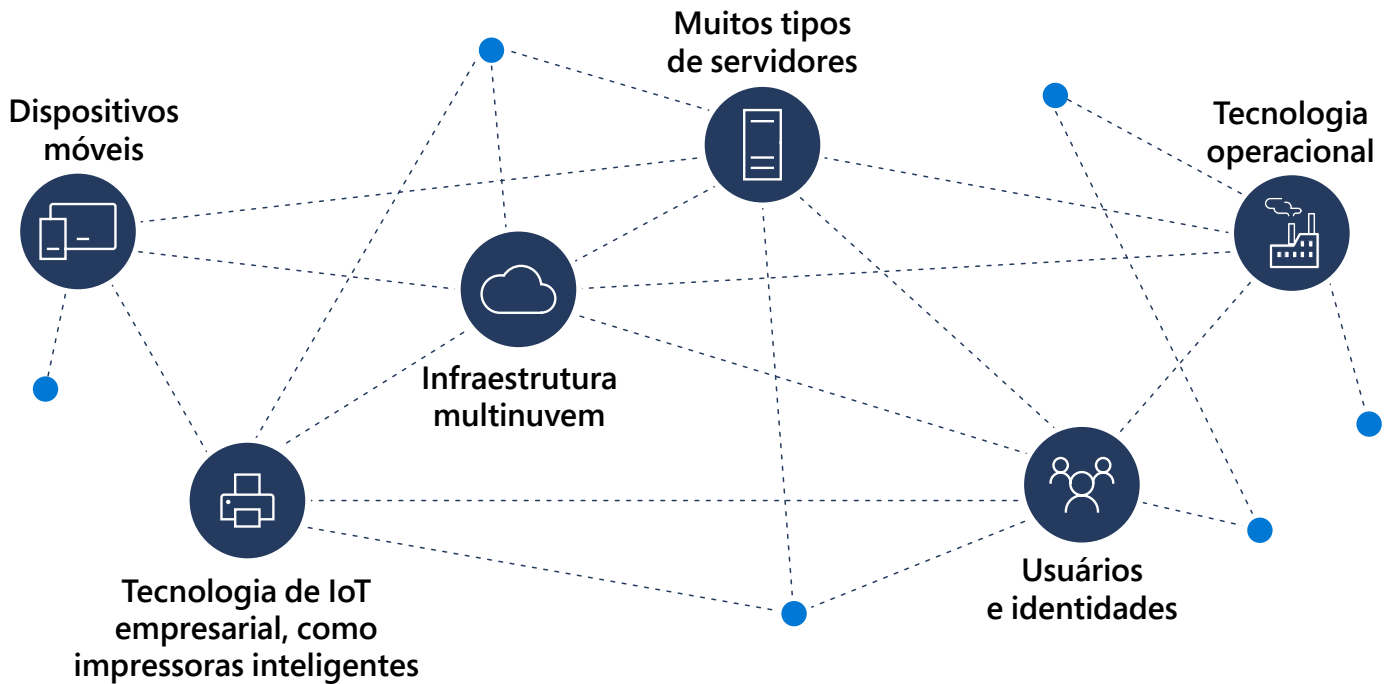 Muitos tipos
de servidores
Dispositivos
móveis
Tecnologia
operacional
Infraestrutura
multinuvem
Tecnologia de IoT
empresarial, como
impressoras inteligentes
Usuários
e identidades